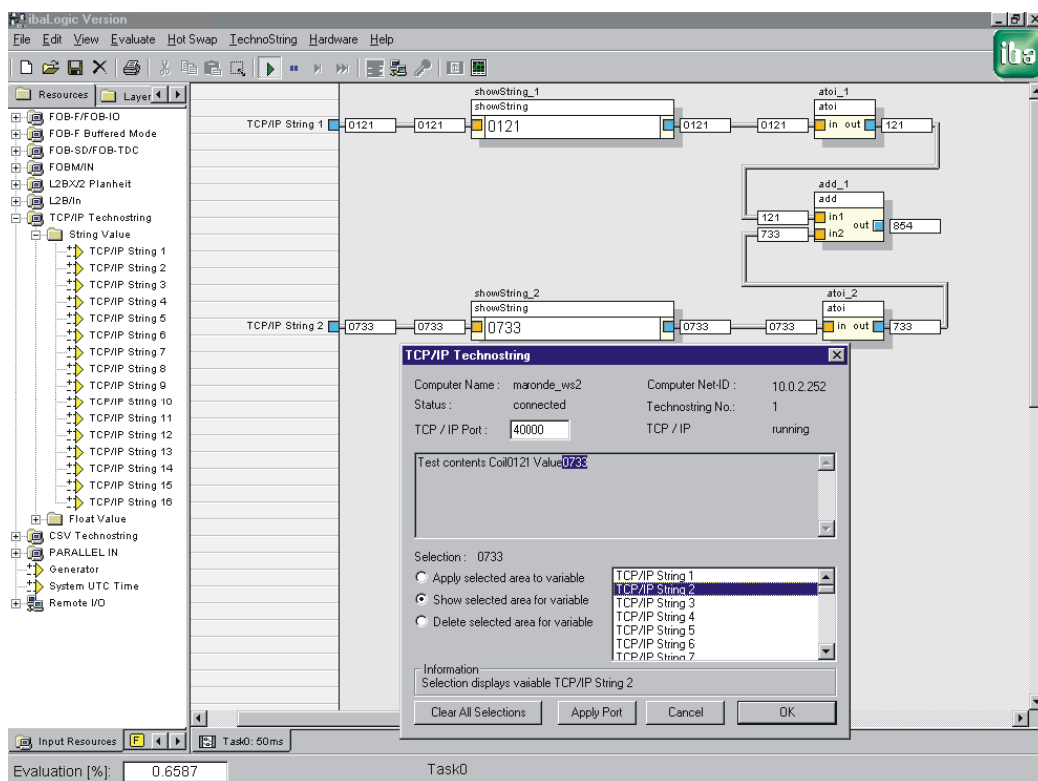 ibaLogic Version
File Edit View Evaluate Hot Swap TechnoString Hardware Help
iba
Resources Layer
FOB-F/FOB-IO
FOB-F Buffered Mode
FOB-SD/FOB-TDC
FOBM/IN
L2BX/2 Planheit
L2B/In
TCP/IP Technostring
String Value
TCP/IP String 1
TCP/IP String 2
TCP/IP String 3
TCP/IP String 4
TCP/IP String 5
TCP/IP String 6
TCP/IP String 7
TCP/IP String 8
TCP/IP String 9
TCP/IP String 10
TCP/IP String 11
TCP/IP String 12
TCP/IP String 13
TCP/IP String 14
TCP/IP String 15
TCP/IP String 16
Float Value
CSV Technostring
PARALLEL IN
Generator
System UTC Time
Remote I/O
showString_1 atoi_1
showString atoi
TCP/IP String 1 0121 0121 0121 0121 0121 in out 121
add_1
add
121 in1
out 854
733 in2
showString_2 atoi_2
showString atoi
TCP/IP String 2 0733 0733 0733 0733 0733 in out 733
TCP/IP Technostring
Computer Name : maronde_ws2 Computer Net-ID : 10.0.2.252
Status : connected Technostring No.: 1
TCP / IP Port : 40000 TCP / IP running
Test contents Coil0121 Value0733
Selection : 0733
Apply selected area to variable
Show selected area for variable
Delete selected area for variable
TCP/IP String 1
TCP/IP String 2
TCP/IP String 3
TCP/IP String 4
TCP/IP String 5
TCP/IP String 6
TCP/IP String 7
Information
Selection displays variable TCP/IP String 2
Clear All Selections Apply Port Cancel OK
Input Resources F Task0: 50ms
Evaluation [%]: 0.6587 Task0